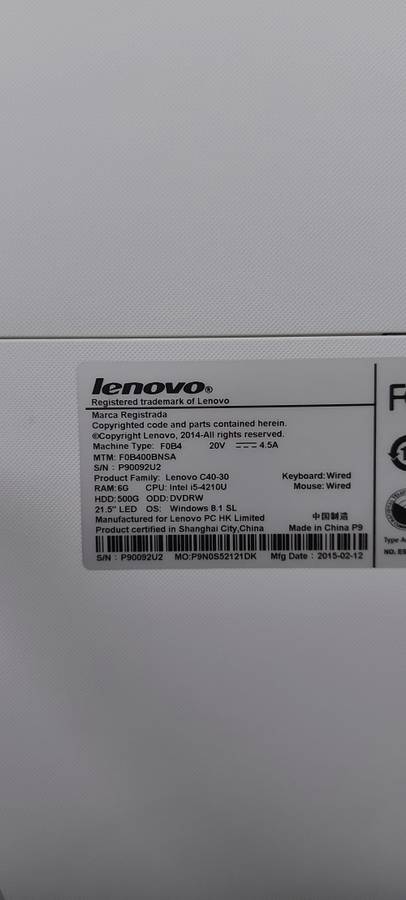 lenovo®
Registered trademark of Lenovo
Marca Registrada
Copyrighted code and parts contained herein.
©Copyright Lenovo, 2014-All rights reserved.
Machine Type: F0B4 20V 4.5A
MTM: F0B400BNSA
S/N : P90092U2
Product Family: Lenovo C40-30 Keyboard:Wired
RAM:6G CPU: Intel i5-4210U Mouse: Wired
HDD:500G ODD:DVDRW
21.5" LED OS: Windows 8.1 SL
Manufactured for Lenovo PC HK Limited 中国制造
Product certified in Shanghai City,China Made in China P9
S/N : P90092U2 MO:P9N0S52121DK Mfg Date : 2015-02-12
Type A
NO. ES